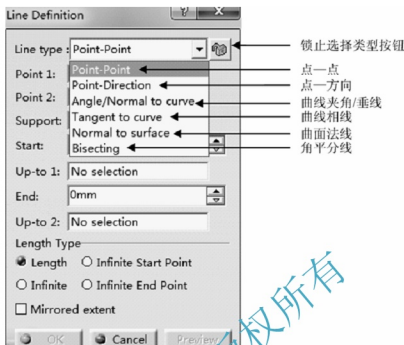 Line Definition
Line type : Point-Point
锁止选择类型按钮
Point 1:
Point-Point
点—点
Point-Direction
点—方向
Point 2:
Angle/Normal to curve
曲线夹角/垂线
Support:
Tangent to curve
曲线相线
Normal to surface
曲面法线
Start:
Bisecting
角平分线
Up-to 1: No selection
End: 0mm
Up-to 2: No selection
Length Type
Length Infinite Start Point
Infinite Infinite End Point
Mirrored extent
OK Cancel Preview
权所有